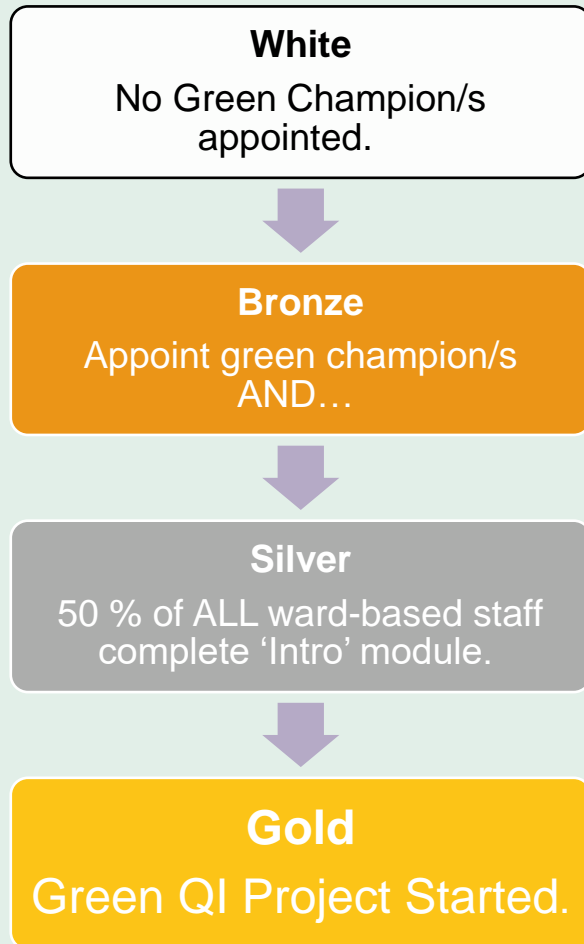 White
No Green Champion/s
appointed.
Bronze
Appoint green champion/s
AND…
Silver
50 % of ALL ward-based staff
complete ‘Intro’ module.
Gold
Green QI Project Started.